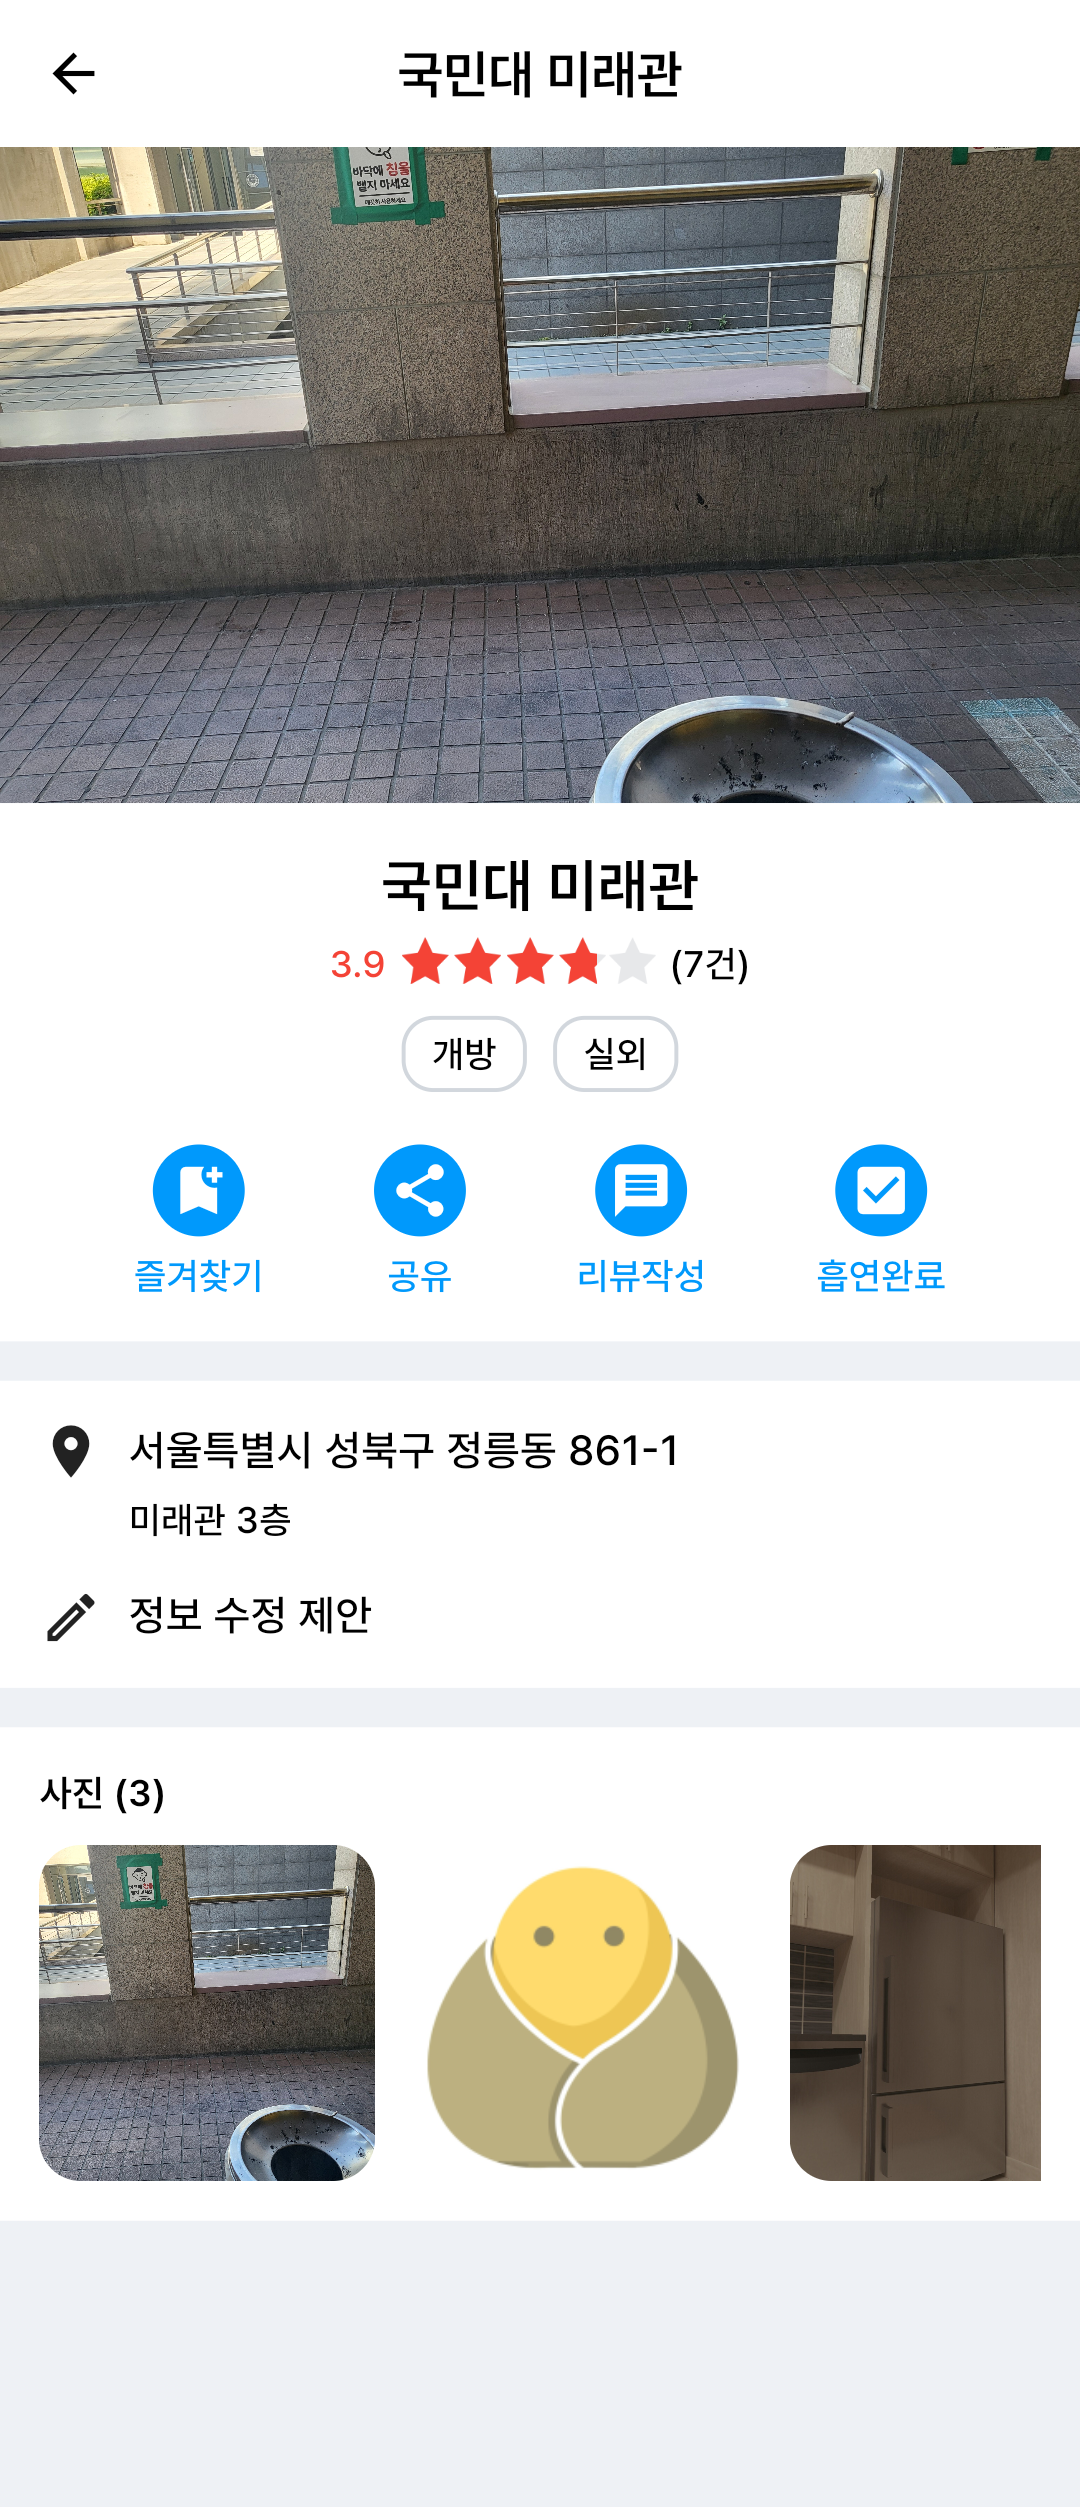 국민대 미래관
바닥에 침을
뱉지 마세요
국민대 미래관
3.9 (7건)
개방 실외
즐겨찾기 공유 리뷰작성 흡연완료
서울특별시 성북구 정릉동 861-1
미래관 3층
정보 수정 제안
사진 (3)